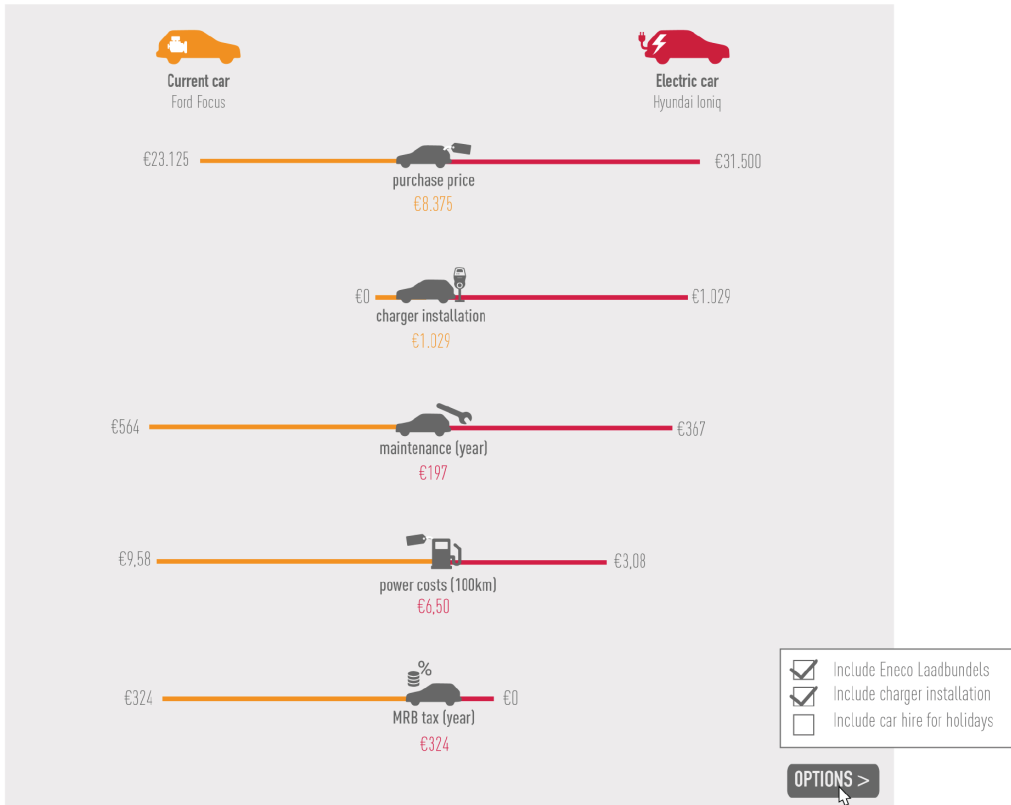 Current car
Ford Focus
Electric car
Hyundai Ioniq
€23.125
€31.500
purchase price
€8.375
€0
€1.029
charger installation
€1.029
€564
€367
maintenance (year)
€197
€9,58
€3,08
power costs (100km)
€6,50
%
€324
€0
MRB tax (year)
€324
Include Eneco Laadbundels
Include charger installation
Include car hire for holidays
OPTIONS >